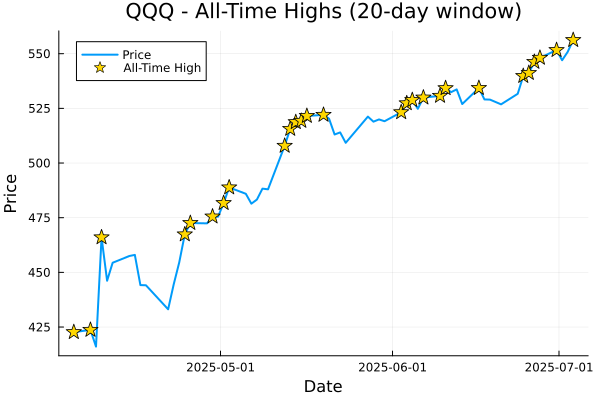 QQQ - All-Time Highs (20-day window)
Price
All-Time High
550
525
500
475
450
425
Price
2025-05-01
2025-06-01
2025-07-01
Date